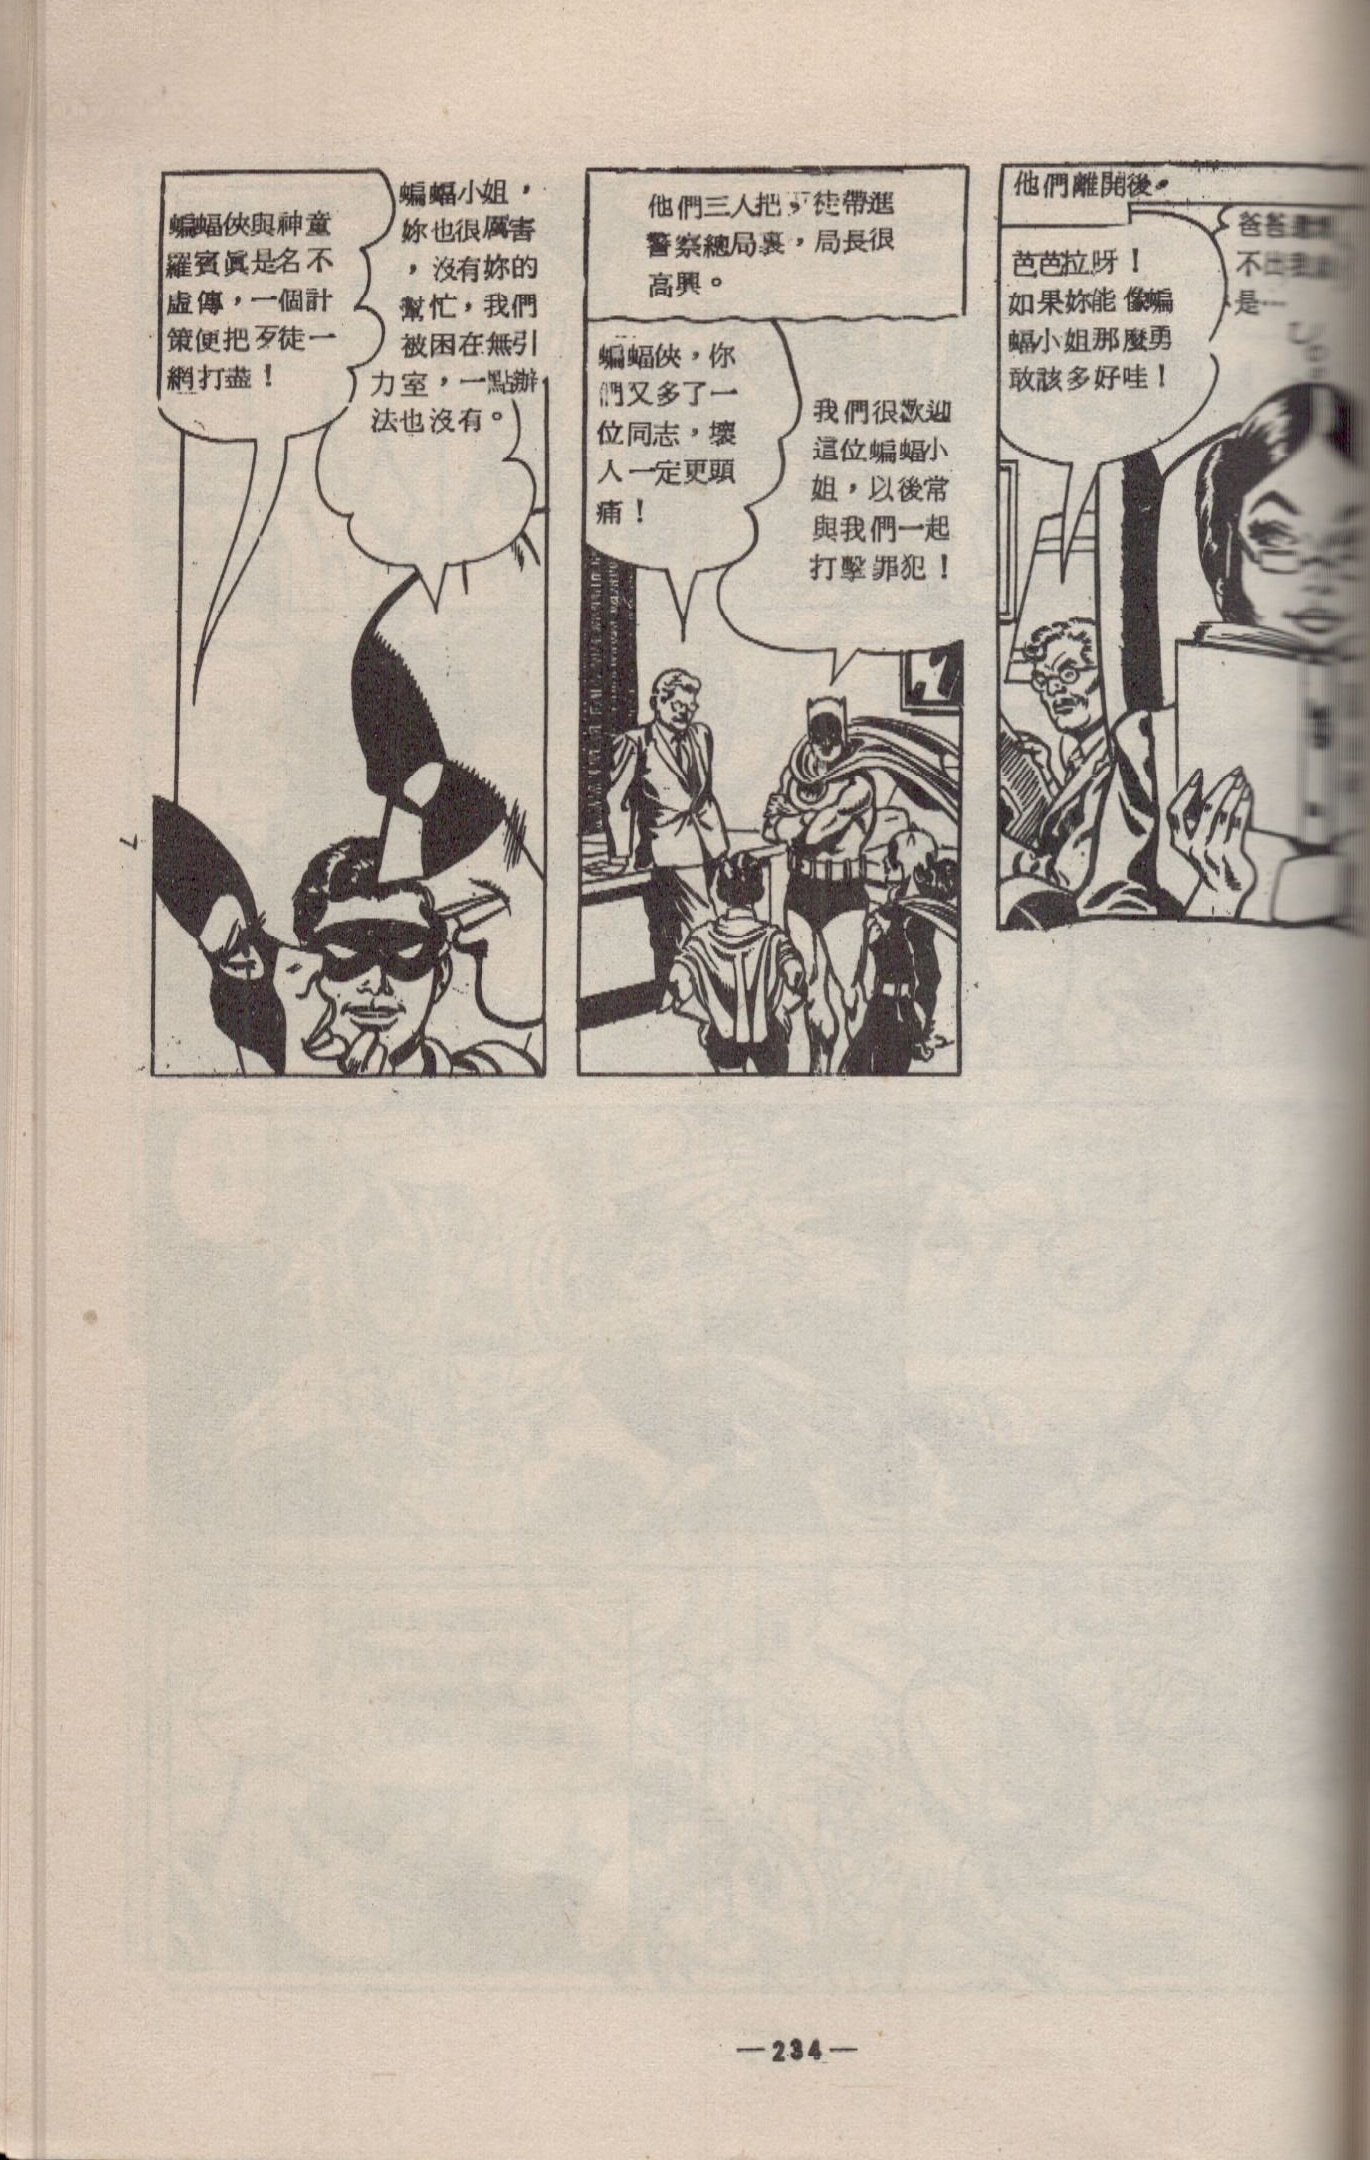 蝙蝠俠與神童
羅賓眞是名不
虛傳，一個計
策便把歹徒一
網打盡！
蝙蝠小姐，
妳也很厲害
，沒有妳的
幫忙，我們
被困在無引
力室，一點辦
法也沒有。
他們三人把歹徒帶進
警察總局裏，局長很
高興。
蝙蝠俠，你
們又多了一
位同志，壞
人一定更頭
痛！
我們很歡迎
這位蝙蝠小
姐，以後常
與我們一起
打擊罪犯！
他們離開後，
芭芭拉呀！
如果妳能像蝙
蝠小姐那麼勇
敢該多好哇！
爸爸
不出
是…
—234—